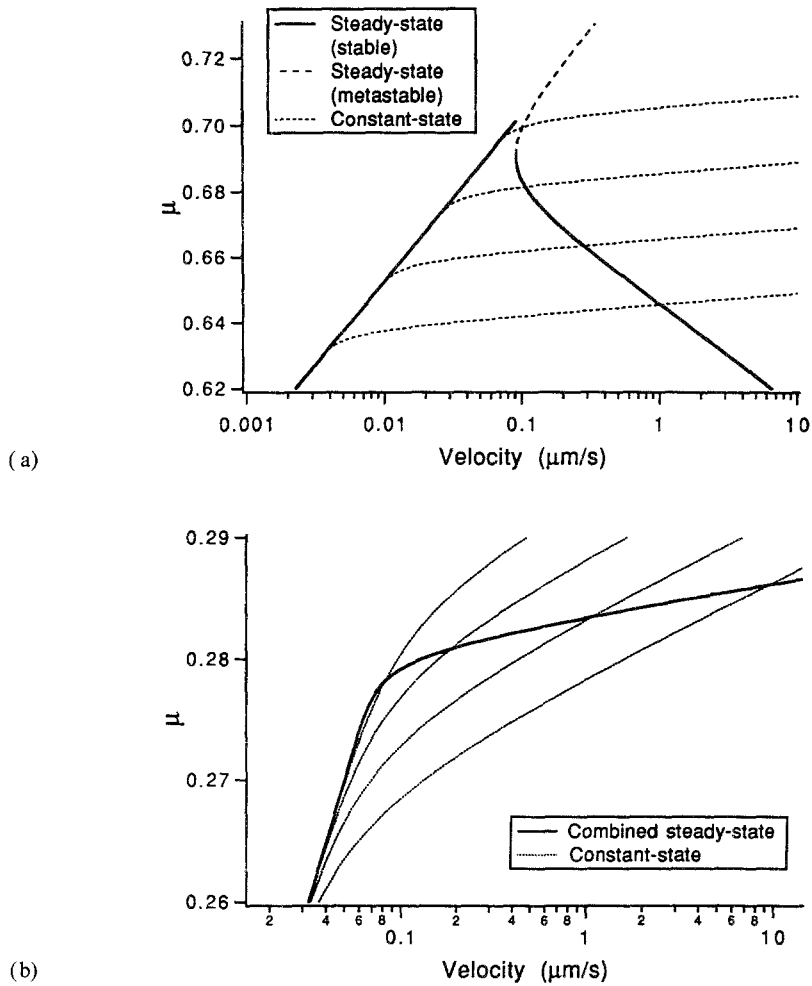 Steady-state
(stable)
Steady-state
(metastable)
Constant-state
0.72
0.70
0.68
0.66
0.64
0.62
μ
0.001 0.01 0.1 1 10
Velocity (μm/s)
(a)
0.29
0.28
0.27
0.26
μ
Combined steady-state
Constant-state
2 4 6 8 2 4 6 8 2 4 6 8
0.1 1 10
Velocity (μm/s)
(b)